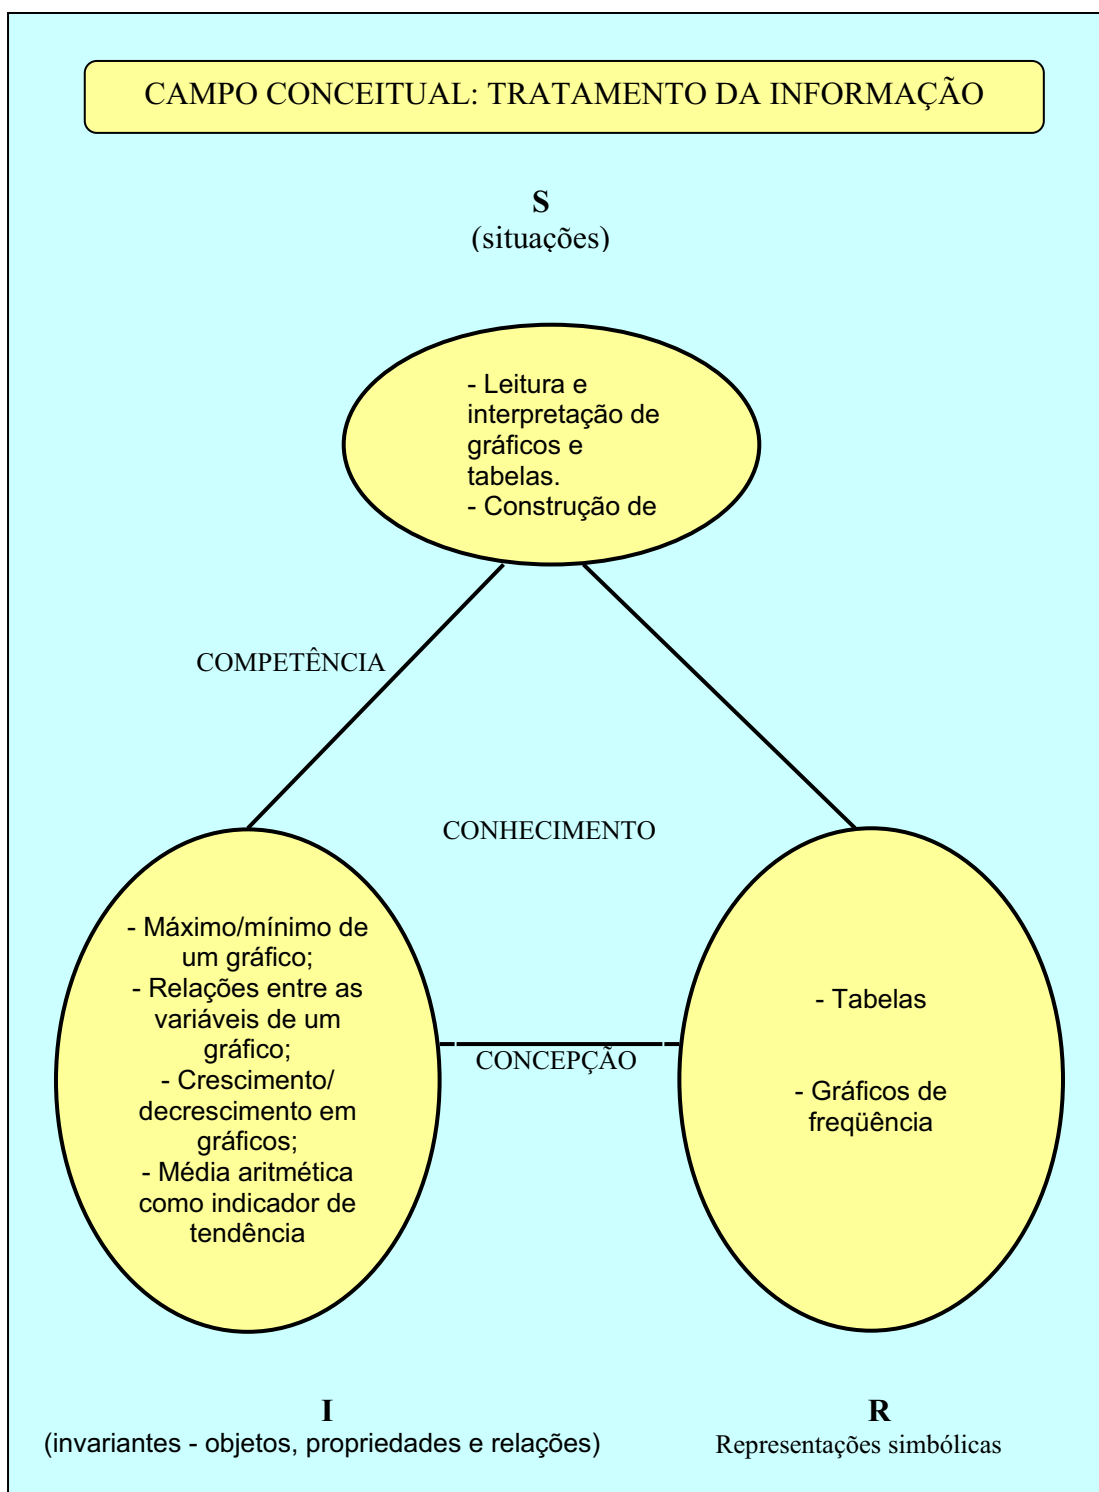 CAMPO CONCEITUAL: TRATAMENTO DA INFORMAÇÃO
S
(situações)
- Leitura e
interpretação de
gráficos e
tabelas.
- Construção de
COMPETÊNCIA
CONHECIMENTO
- Máximo/mínimo de
um gráfico;
- Relações entre as
variáveis de um
gráfico;
- Crescimento/
decrescimento em
gráficos;
- Média aritmética
como indicador de
tendência
CONCEPÇÃO
- Tabelas
- Gráficos de
freqüência
I
(invariantes - objetos, propriedades e relações)
R
Representações simbólicas